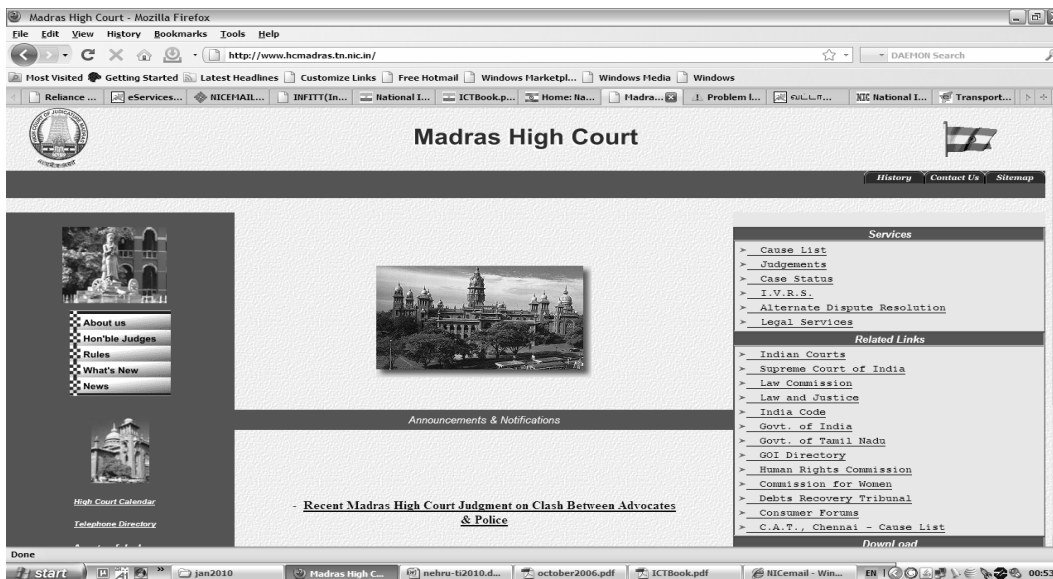 Madras High Court - Mozilla Firefox
File Edit View History Bookmarks Tools Help
http://www.hcmadras.tn.nic.in/
DAEMON Search
Most Visited Getting Started Latest Headlines Customize Links Free Hotmail Windows Marketpl... Windows Media Windows
Reliance ... eServices... NICEMAIL... INFITT(In... National I... ICTBook.p... Home: Na... Madra... Problem l... National I... Transport...
Madras High Court
History Contact Us Sitemap
About us
Hon'ble Judges
Rules
What's New
News
High Court Calendar
Telephone Directory
Announcements & Notifications
- Recent Madras High Court Judgment on Clash Between Advocates
& Police
Services
Cause List
Judgements
Case Status
I.V.R.S.
Alternate Dispute Resolution
Legal Services
Related Links
Indian Courts
Supreme Court of India
Law Commission
Law and Justice
India Code
Govt. of India
Govt. of Tamil Nadu
GOI Directory
Human Rights Commission
Commission for Women
Debts Recovery Tribunal
Consumer Forums
C.A.T., Chennai - Cause List
Download
Done
start jan2010 Madras High C... nehru-ti2010.d... october2006.pdf ICTBook.pdf NICemail - Win... EN 00:53